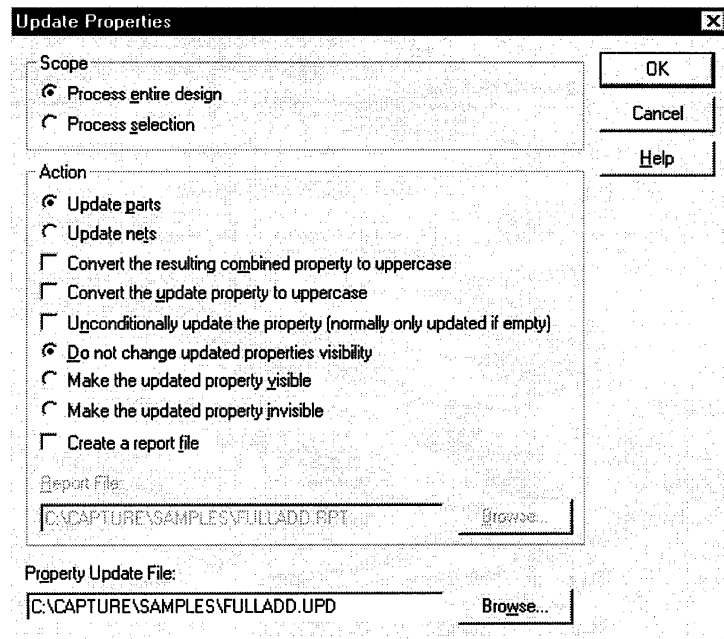 Update Properties
Scope
Process entire design
Process selection
OK
Cancel
Help
Action
Update parts
Update nets
Convert the resulting combined property to uppercase
Convert the update property to uppercase
Unconditionally update the property (normally only updated if empty)
Do not change updated properties visibility
Make the updated property visible
Make the updated property invisible
Create a report file
Report File:
C:\CAPTURE\SAMPLES\FULLADD.RPT
Browse...
Property Update File:
C:\CAPTURE\SAMPLES\FULLADD.UPD
Browse...